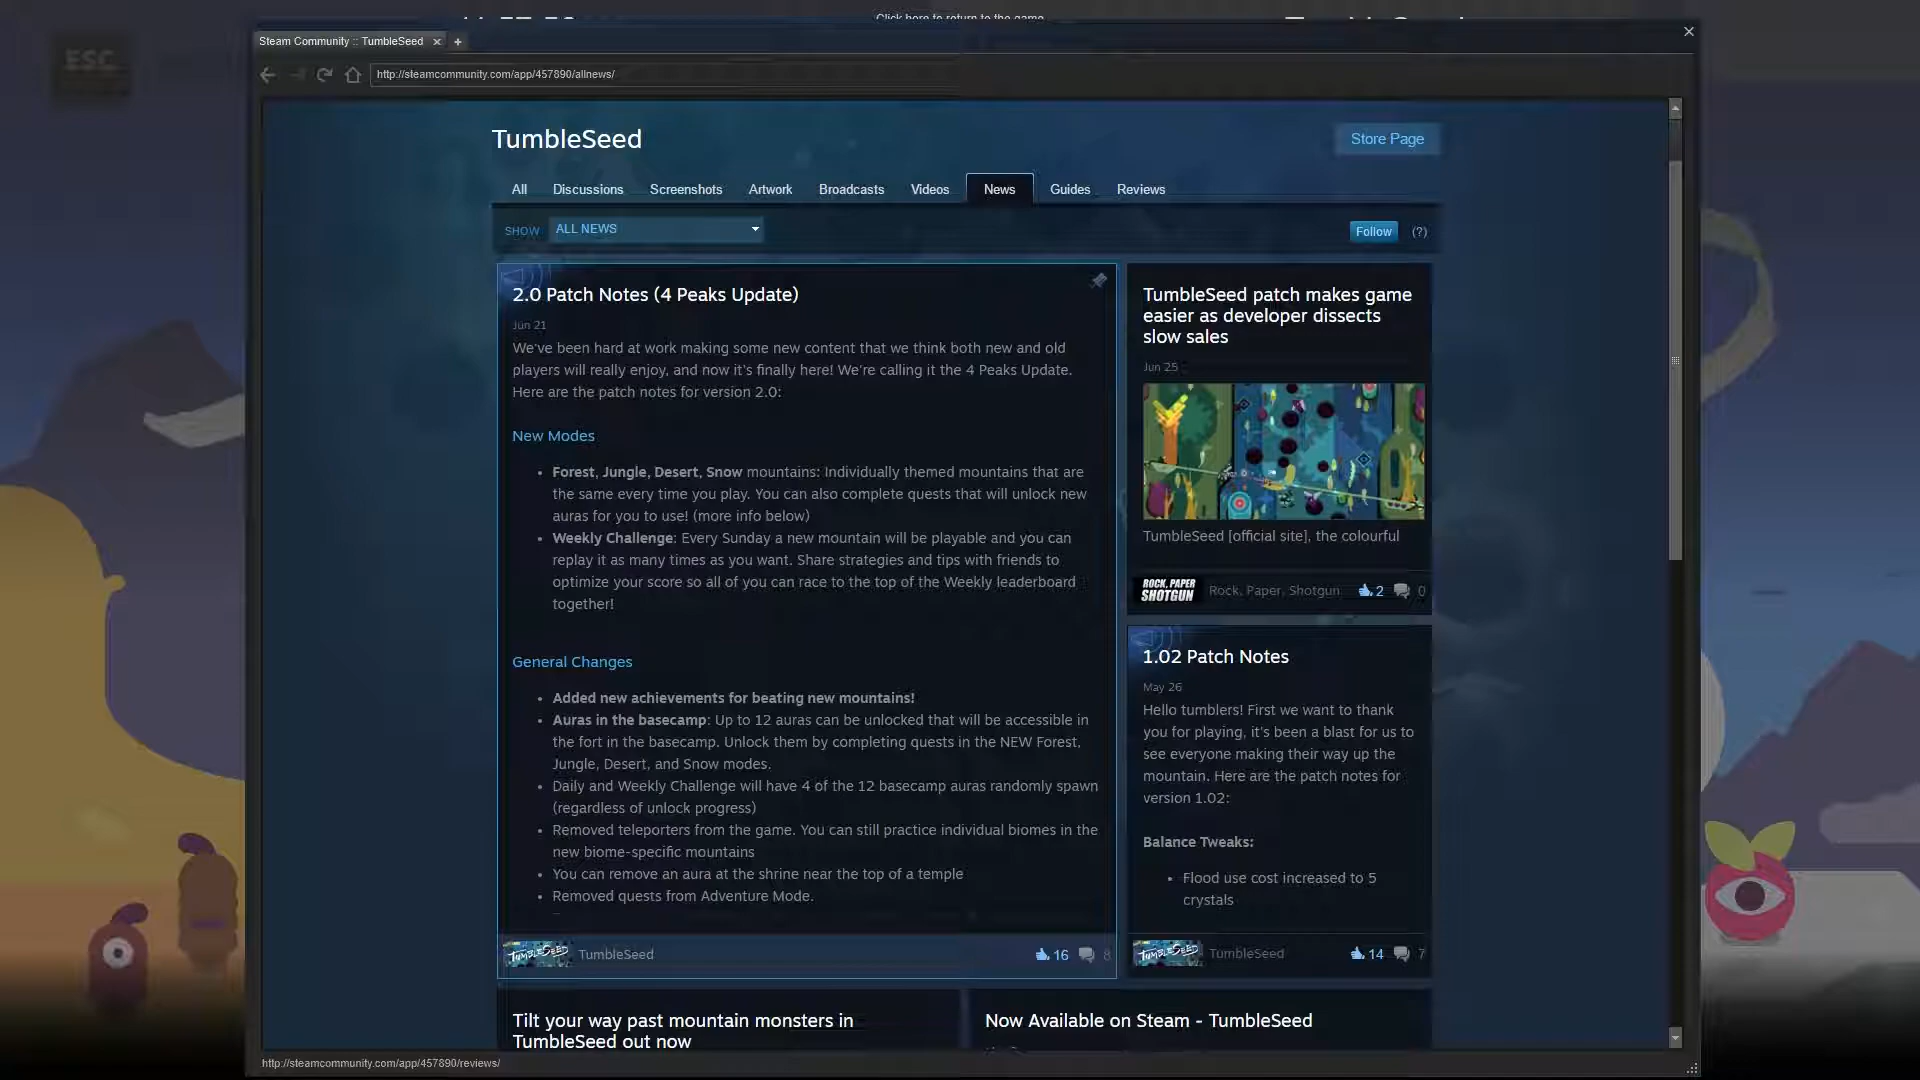 Click here to return to the game
ESC
Steam Community :: TumbleSeed
http://steamcommunity.com/app/457890/allnews/
TumbleSeed
Store Page
All Discussions Screenshots Artwork Broadcasts Videos News Guides Reviews
SHOW ALL NEWS
Follow (?)
2.0 Patch Notes (4 Peaks Update)
Jun 21
We've been hard at work making some new content that we think both new and old
players will really enjoy, and now it's finally here! We're calling it the 4 Peaks Update.
Here are the patch notes for version 2.0:
New Modes
• Forest, Jungle, Desert, Snow mountains: Individually themed mountains that are
the same every time you play. You can also complete quests that will unlock new
auras for you to use! (more info below)
• Weekly Challenge: Every Sunday a new mountain will be playable and you can
replay it as many times as you want. Share strategies and tips with friends to
optimize your score so all of you can race to the top of the Weekly leaderboard
together!
General Changes
• Added new achievements for beating new mountains!
• Auras in the basecamp: Up to 12 auras can be unlocked that will be accessible in
the fort in the basecamp. Unlock them by completing quests in the NEW Forest,
Jungle, Desert, and Snow modes.
• Daily and Weekly Challenge will have 4 of the 12 basecamp auras randomly spawn
(regardless of unlock progress)
• Removed teleporters from the game. You can still practice individual biomes in the
new biome-specific mountains
• You can remove an aura at the shrine near the top of a temple
• Removed quests from Adventure Mode.
TUMBLESEED TumbleSeed 16 8
TumbleSeed patch makes game
easier as developer dissects
slow sales
Jun 25
TumbleSeed [official site], the colourful
ROCK, PAPER
SHOTGUN
Rock, Paper, Shotgun 2 0
1.02 Patch Notes
May 26
Hello tumblers! First we want to thank
you for playing, it's been a blast for us to
see everyone making their way up the
mountain. Here are the patch notes for
version 1.02:
Balance Tweaks:
• Flood use cost increased to 5
crystals
TUMBLESEED TumbleSeed 14 7
Tilt your way past mountain monsters in
TumbleSeed out now
Now Available on Steam - TumbleSeed
http://steamcommunity.com/app/457890/reviews/